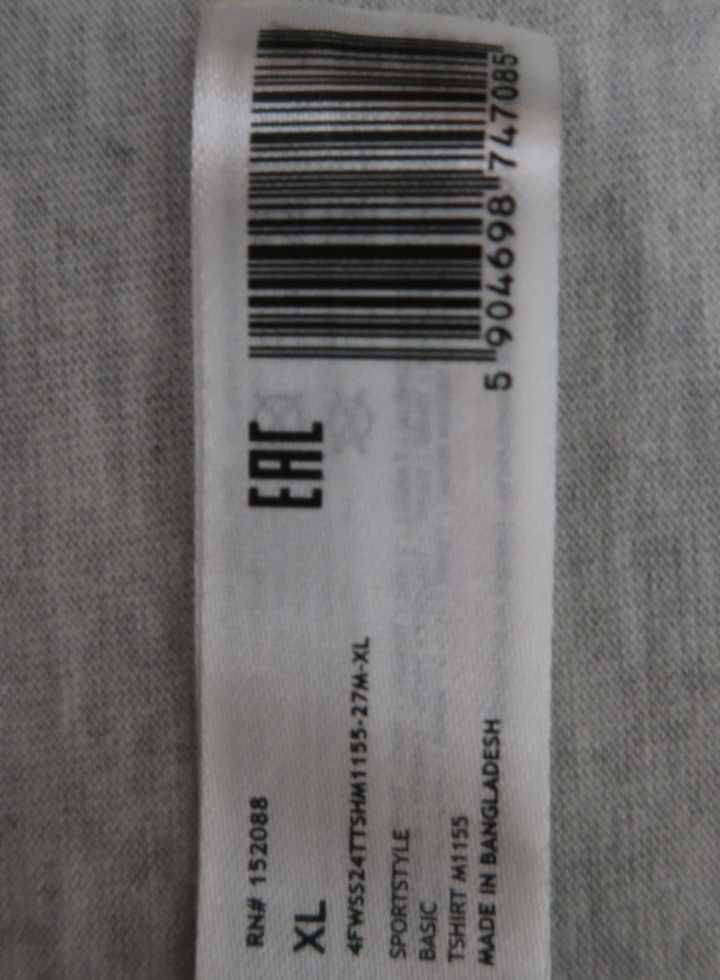 RN# 152088
XL
4FWSS24TTSHM1155-27M-XL
SPORTSTYLE
BASIC
TSHIRT M1155
MADE IN BANGLADESH
EAC
5 904698 747085